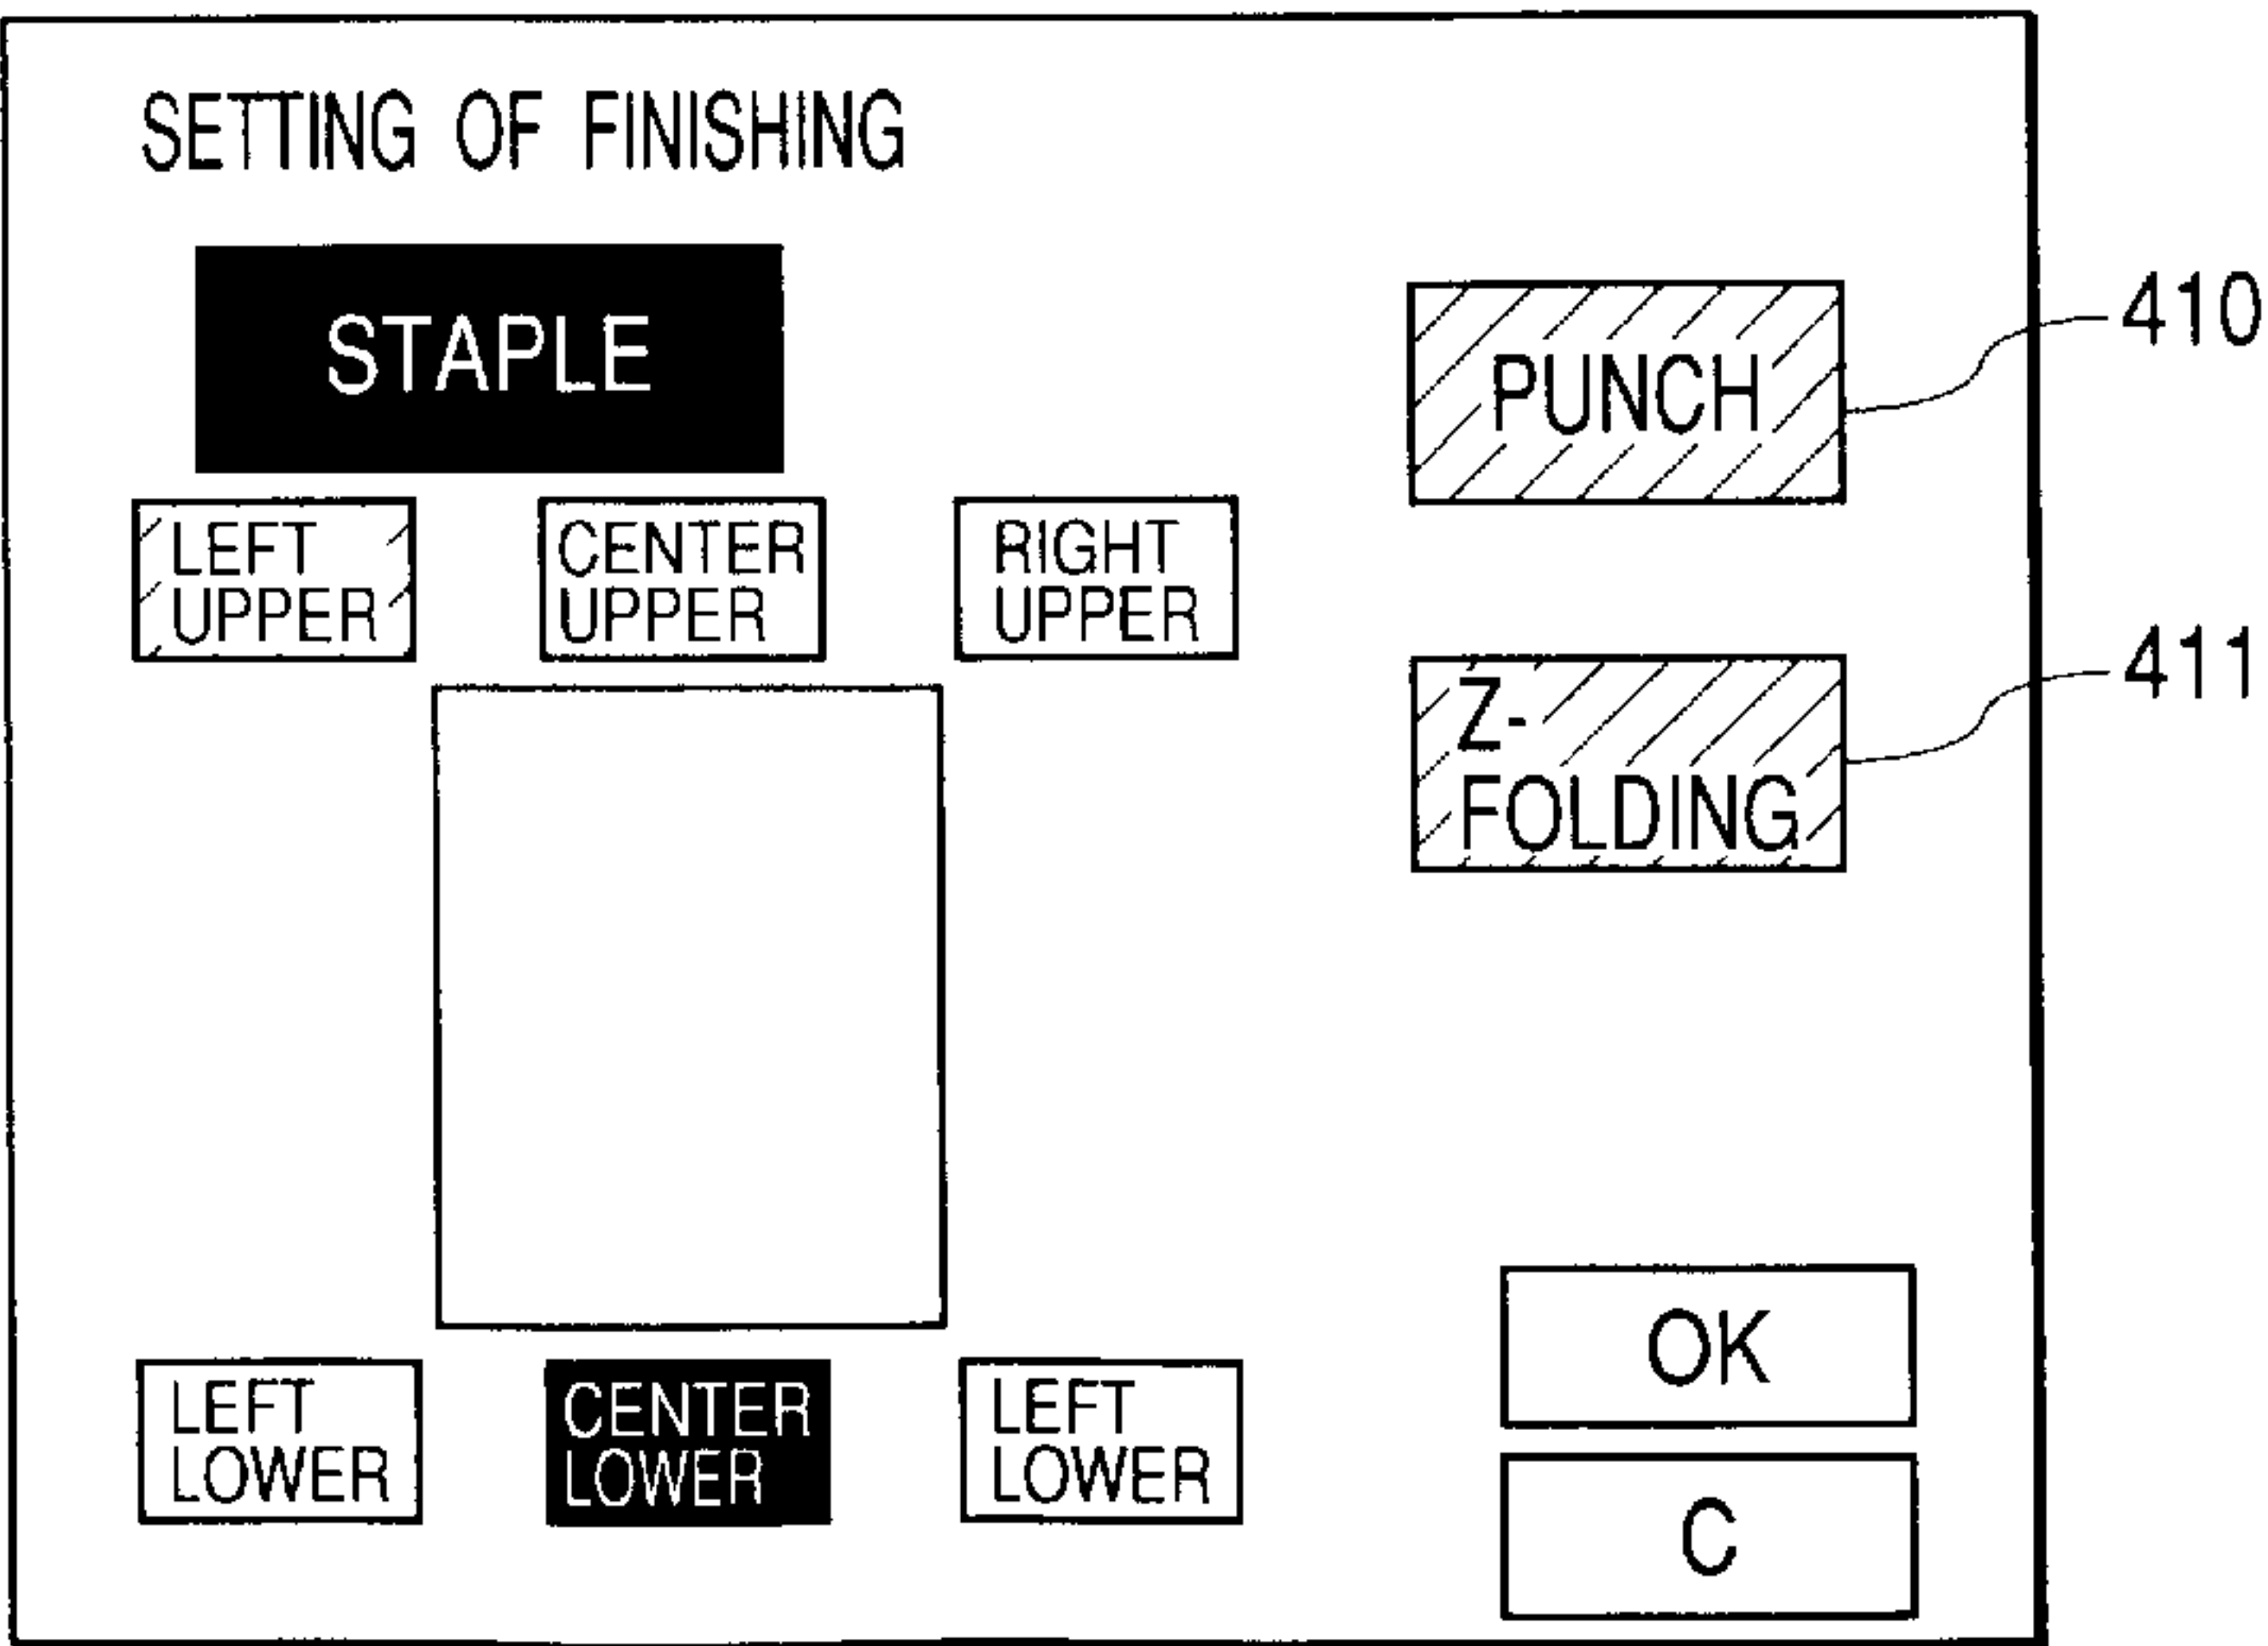 SETTING OF FINISHING
STAPLE
PUNCH
410
LEFT
UPPER
CENTER
UPPER
RIGHT
UPPER
Z-
FOLDING
411
LEFT
LOWER
CENTER
LOWER
LEFT
LOWER
OK
C